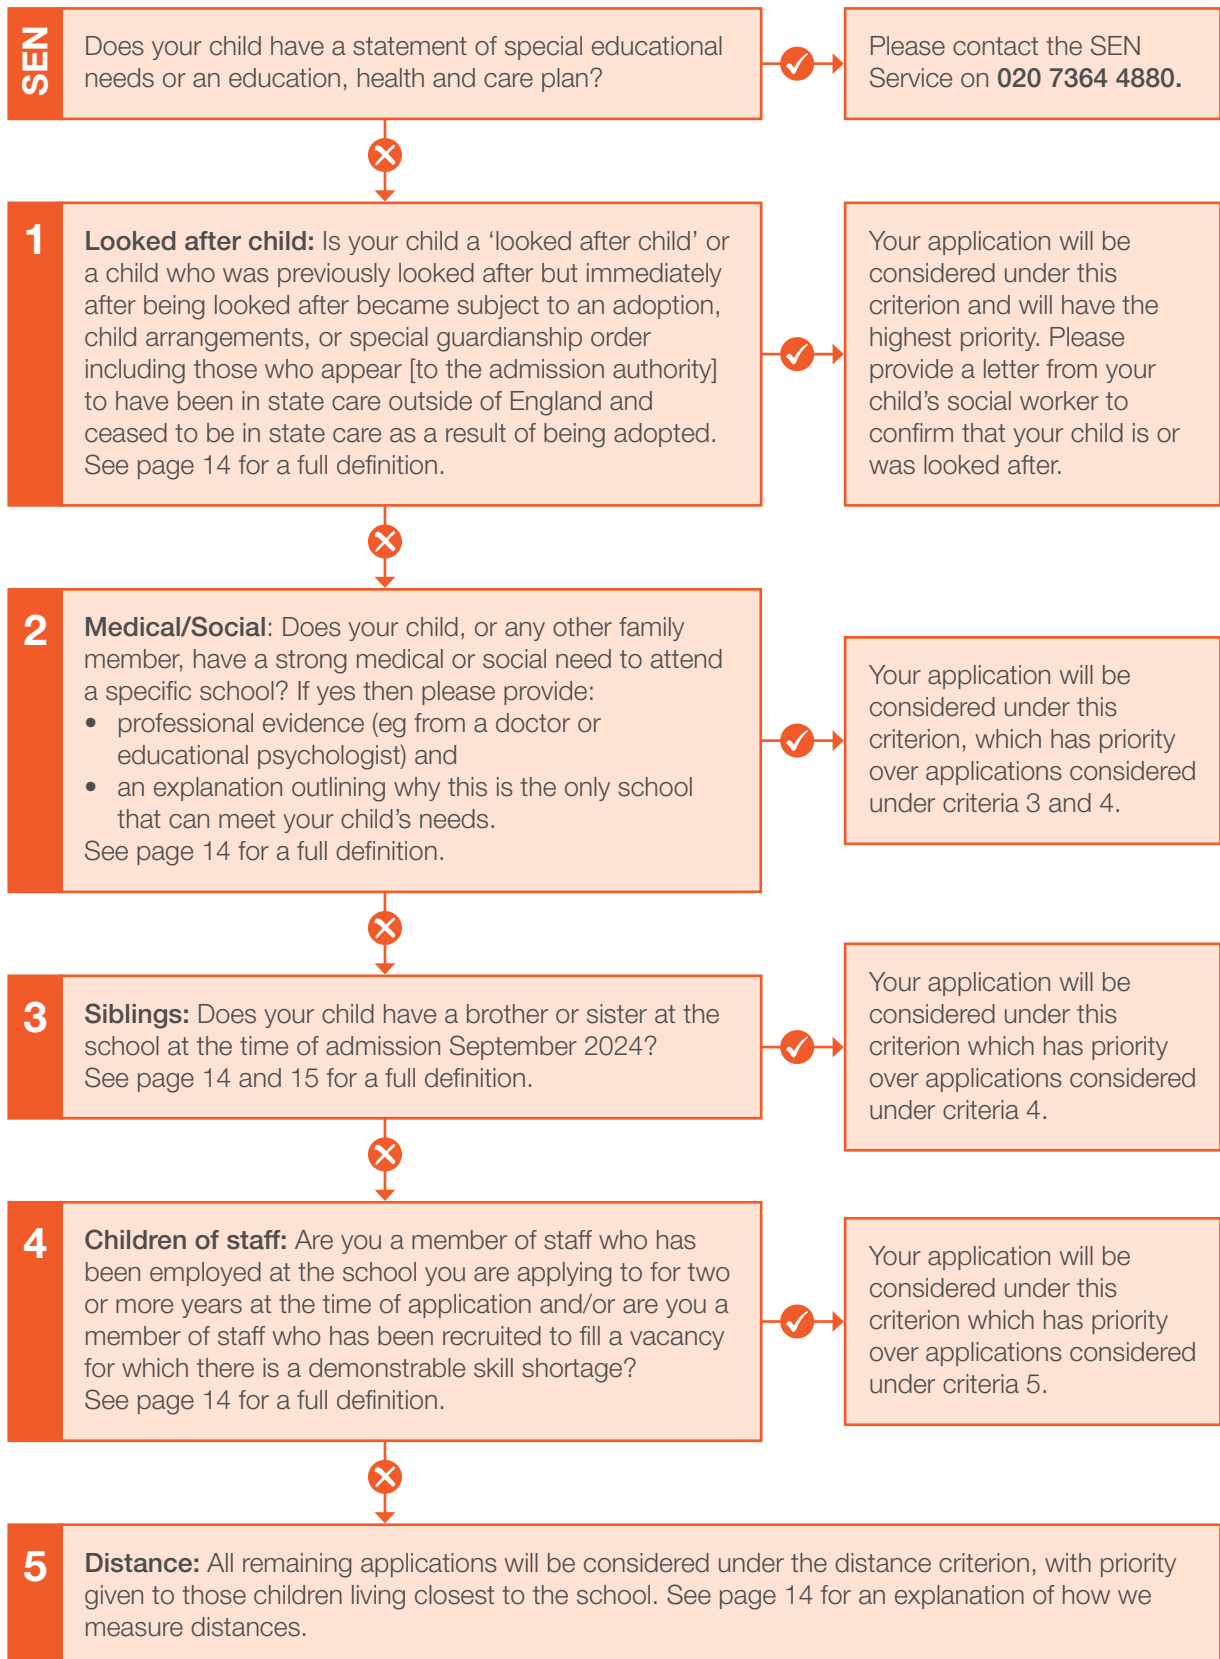 SEN
Does your child have a statement of special educational
needs or an education, health and care plan?
Please contact the SEN
Service on 020 7364 4880.
1
Looked after child: Is your child a ‘looked after child’ or
a child who was previously looked after but immediately
after being looked after became subject to an adoption,
child arrangements, or special guardianship order
including those who appear [to the admission authority]
to have been in state care outside of England and
ceased to be in state care as a result of being adopted.
See page 14 for a full definition.
Your application will be
considered under this
criterion and will have the
highest priority. Please
provide a letter from your
child’s social worker to
confirm that your child is or
was looked after.
2
Medical/Social: Does your child, or any other family
member, have a strong medical or social need to attend
a specific school? If yes then please provide:
• professional evidence (eg from a doctor or
educational psychologist) and
• an explanation outlining why this is the only school
that can meet your child’s needs.
See page 14 for a full definition.
Your application will be
considered under this
criterion, which has priority
over applications considered
under criteria 3 and 4.
3
Siblings: Does your child have a brother or sister at the
school at the time of admission September 2024?
See page 14 and 15 for a full definition.
Your application will be
considered under this
criterion which has priority
over applications considered
under criteria 4.
4
Children of staff: Are you a member of staff who has
been employed at the school you are applying to for two
or more years at the time of application and/or are you a
member of staff who has been recruited to fill a vacancy
for which there is a demonstrable skill shortage?
See page 14 for a full definition.
Your application will be
considered under this
criterion which has priority
over applications considered
under criteria 5.
5
Distance: All remaining applications will be considered under the distance criterion, with priority
given to those children living closest to the school. See page 14 for an explanation of how we
measure distances.